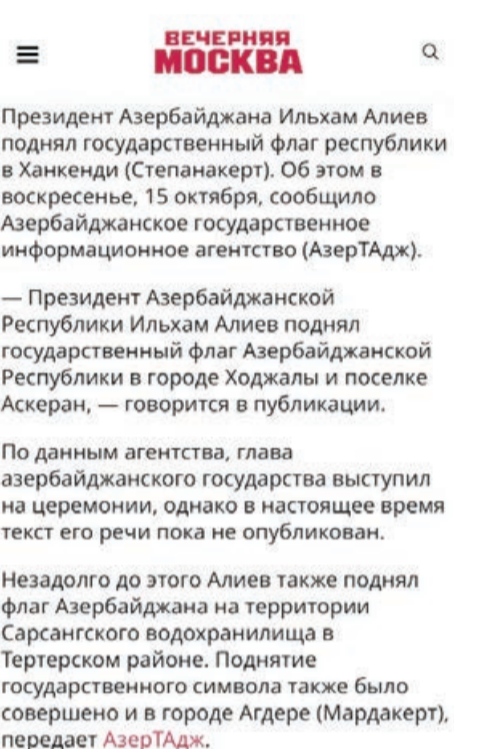 ВЕЧЕРНЯЯ
МОСКВА
Президент Азербайджана Ильхам Алиев
поднял государственный флаг республики
в Ханкенди (Степанакерт). Об этом в
воскресенье, 15 октября, сообщило
Азербайджанское государственное
информационное агентство (АзерТАдж).
— Президент Азербайджанской
Республики Ильхам Алиев поднял
государственный флаг Азербайджанской
Республики в городе Ходжалы и поселке
Аскеран, — говорится в публикации.
По данным агентства, глава
азербайджанского государства выступил
на церемонии, однако в настоящее время
текст его речи пока не опубликован.
Незадолго до этого Алиев также поднял
флаг Азербайджана на территории
Сарсангского водохранилища в
Тертерском районе. Поднятие
государственного символа также было
совершено и в городе Агдере (Мардакерт),
передает АзерТАдж.